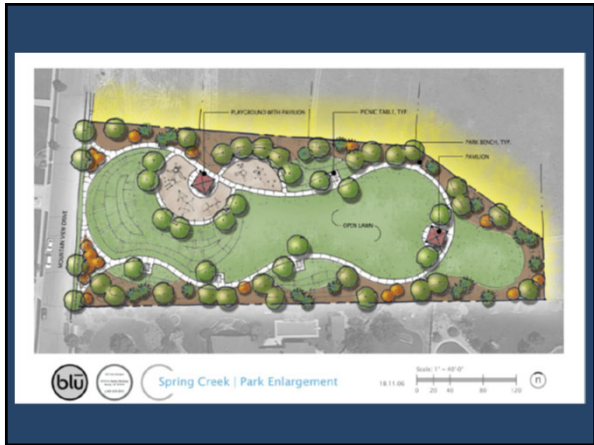 PLAYGROUND WITH PAVILION
PICNIC TABLE, TYP.
PARK BENCH, TYP.
PAVILION
OPEN LAWN
MOUNTAIN VIEW DRIVE
blū
Spring Creek | Park Enlargement
18-11-06
Scale: 1" = 40'-0"
0 20 40 80 120
n